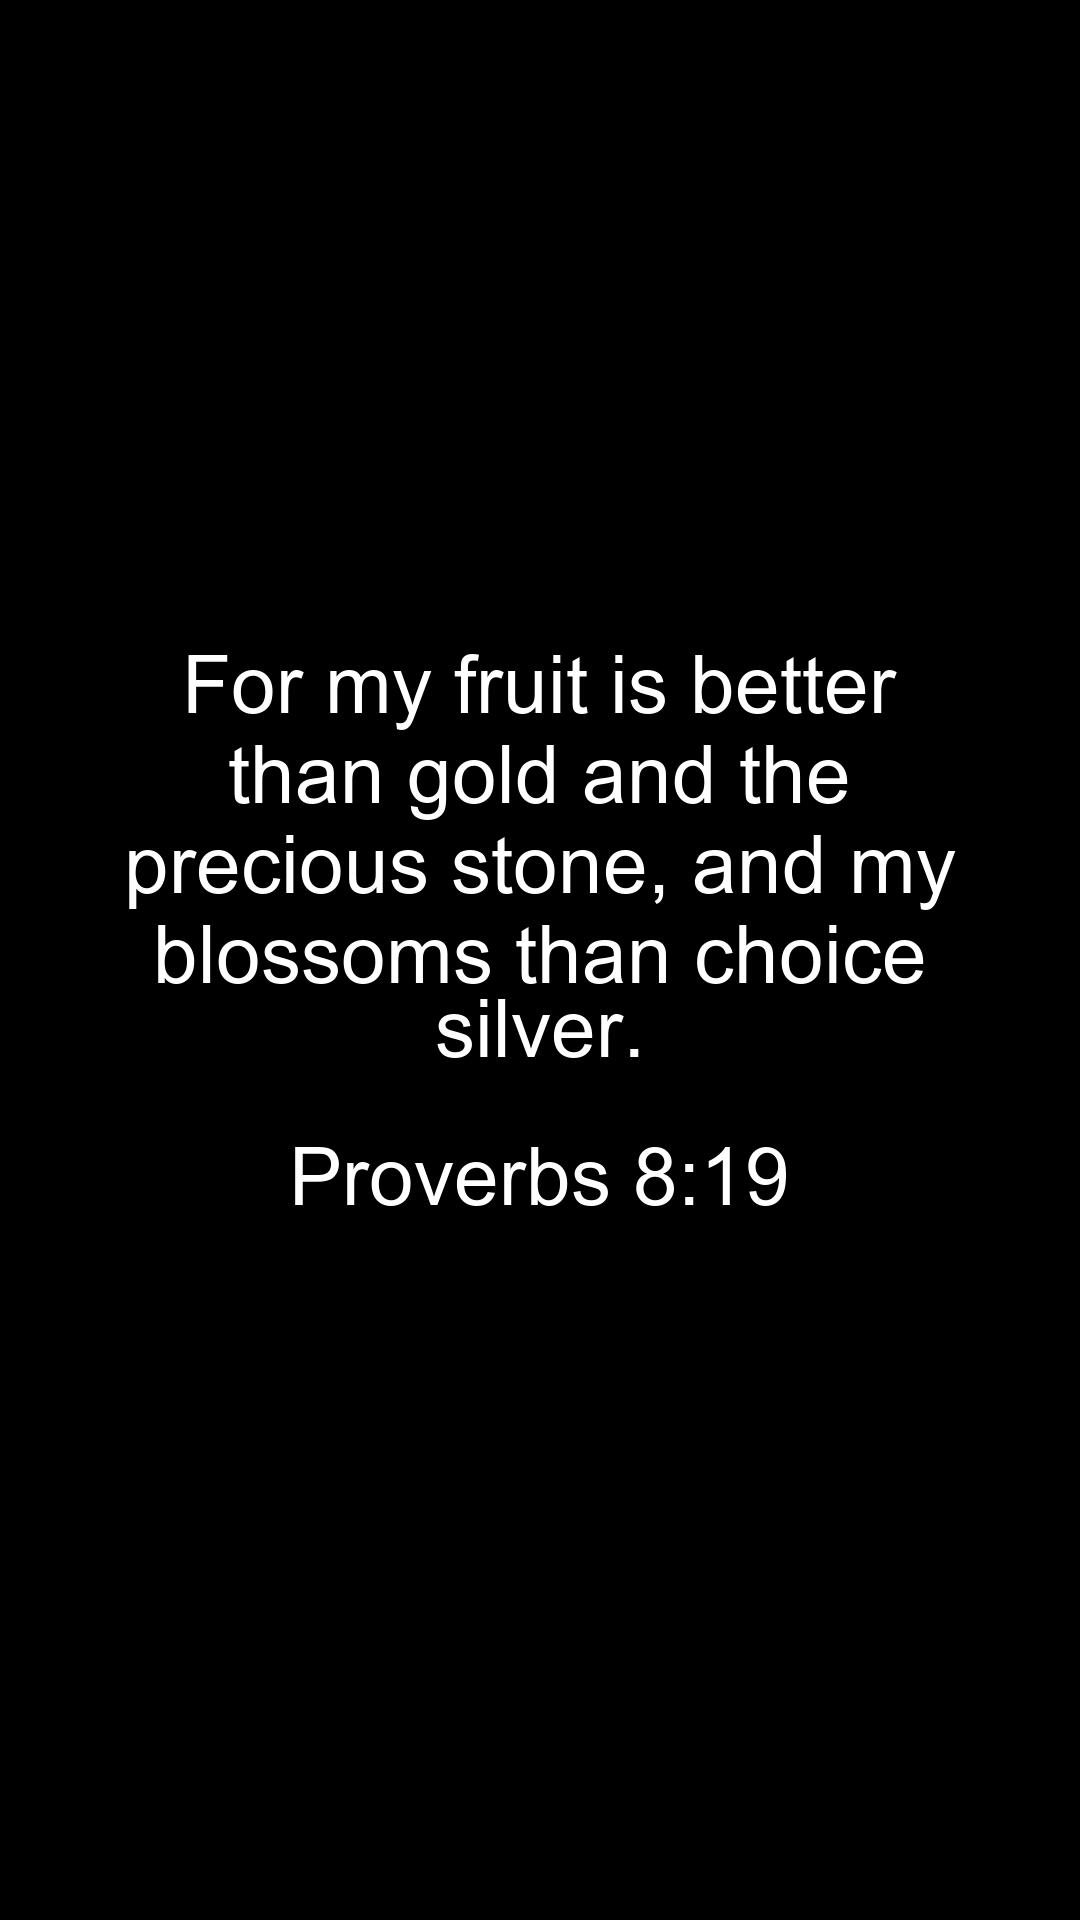 For my fruit is better
than gold and the
precious stone, and my
blossoms than choice
silver.
Proverbs 8:19